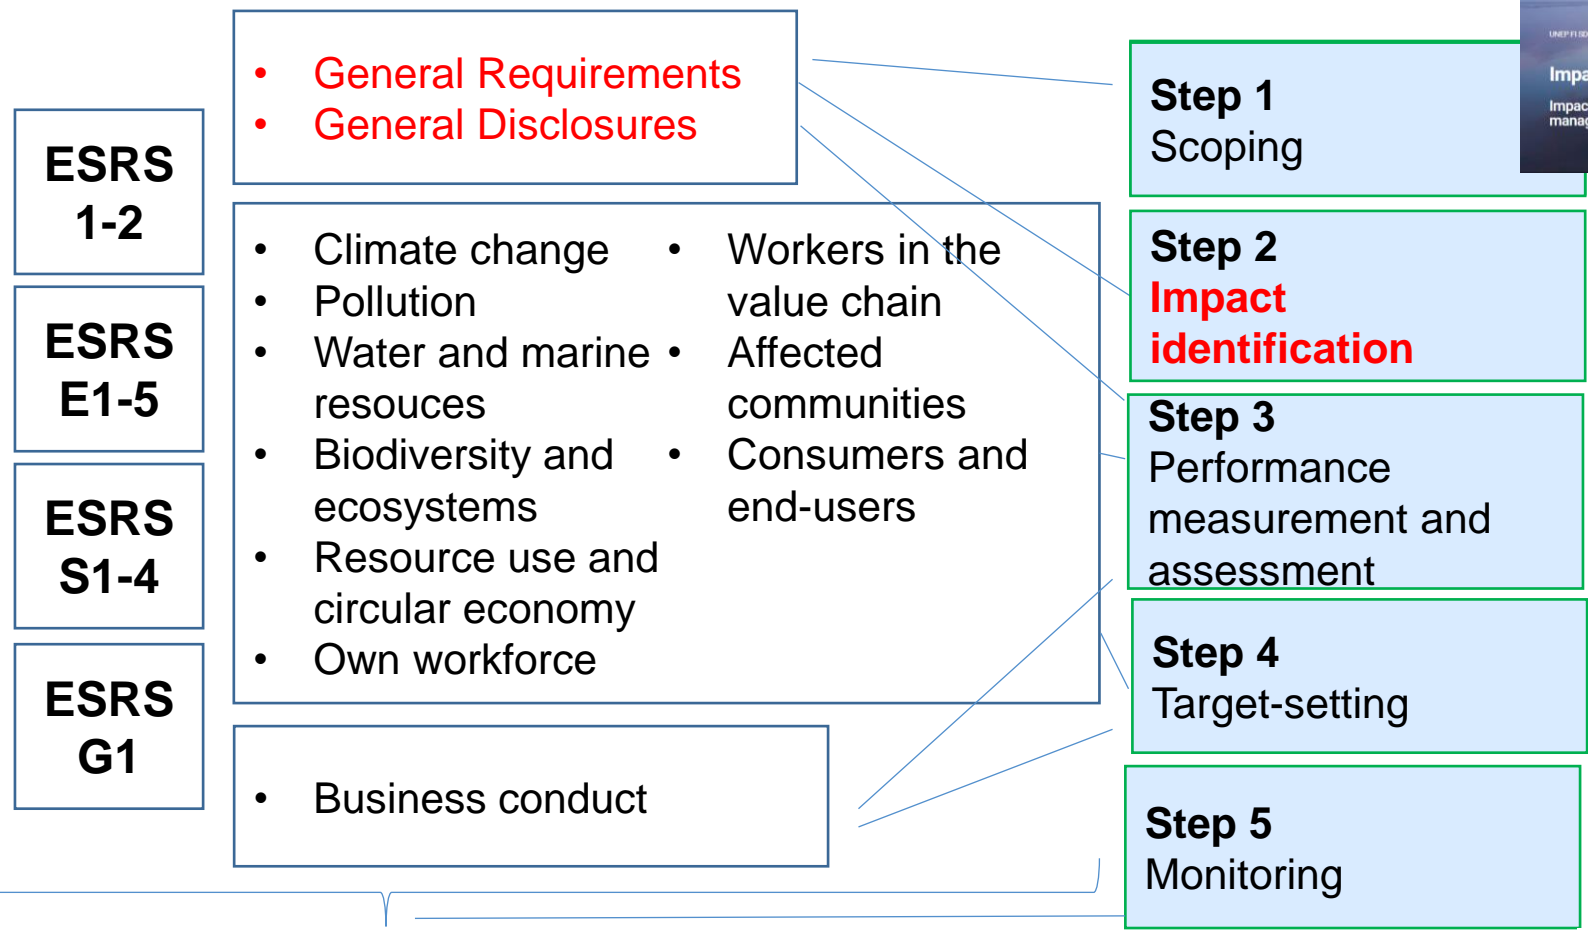 ESRS
1-2
ESRS
E1-5
ESRS
S1-4
ESRS
G1
• General Requirements
• General Disclosures
• Climate change
• Pollution
• Water and marine
resouces
• Biodiversity and
ecosystems
• Resource use and
circular economy
• Own workforce
• Workers in the
value chain
• Affected
communities
• Consumers and
end-users
• Business conduct
Step 1
Scoping
Step 2
Impact
identification
Step 3
Performance
measurement and
assessment
Step 4
Target-setting
Step 5
Monitoring
UNEP FI